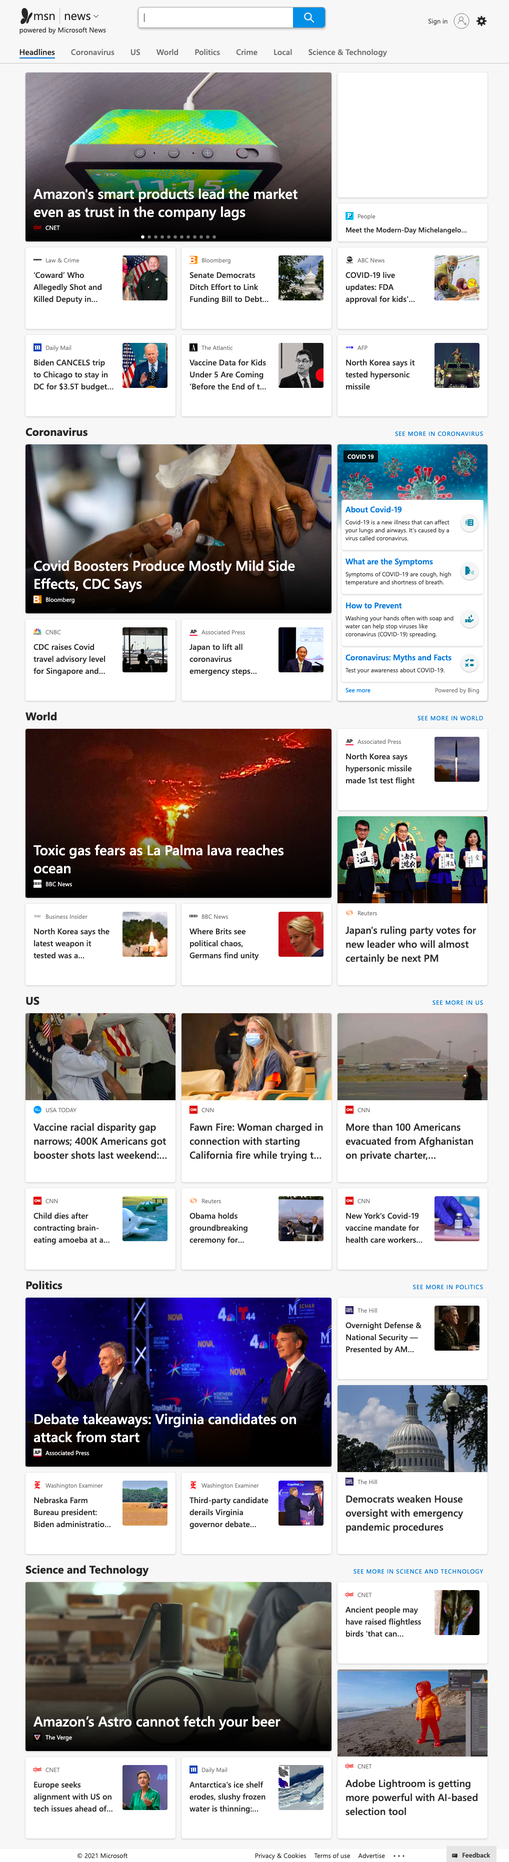 msn | news
powered by Microsoft News
Sign in
Headlines
Coronavirus
US
World
Politics
Crime
Local
Science & Technology
Amazon's smart products lead the market
even as trust in the company lags
CNET
People
Meet the Modern-Day Michelangelo...
Law & Crime
'Coward' Who
Allegedly Shot and
Killed Deputy in...
Bloomberg
Senate Democrats
Ditch Effort to Link
Funding Bill to Debt...
ABC News
COVID-19 live
updates: FDA
approval for kids'...
Daily Mail
Biden CANCELS trip
to Chicago to stay in
DC for $3.5T budget...
The Atlantic
Vaccine Data for Kids
Under 5 Are Coming
'Before the End of t...
AFP
North Korea says it
tested hypersonic
missile
Coronavirus
SEE MORE IN CORONAVIRUS
Covid Boosters Produce Mostly Mild Side
Effects, CDC Says
Bloomberg
COVID 19
About Covid-19
Covid-19 is a new illness that can affect
your lungs and airways. It's caused by a
virus called coronavirus.
What are the Symptoms
Symptoms of COVID-19 are cough, high
temperature and shortness of breath.
How to Prevent
Washing your hands often with soap and
water can help stop viruses like
coronavirus (COVID-19) spreading.
Coronavirus: Myths and Facts
Test your awareness about COVID-19.
See more
Powered by Bing
CNBC
CDC raises Covid
travel advisory level
for Singapore and...
Associated Press
Japan to lift all
coronavirus
emergency steps...
World
SEE MORE IN WORLD
Toxic gas fears as La Palma lava reaches
ocean
BBC News
Associated Press
North Korea says
hypersonic missile
made 1st test flight
Reuters
Japan's ruling party votes for
new leader who will almost
certainly be next PM
Business Insider
North Korea says the
latest weapon it
tested was a...
BBC News
Where Brits see
political chaos,
Germans find unity
US
SEE MORE IN US
USA TODAY
Vaccine racial disparity gap
narrows; 400K Americans got
booster shots last weekend:...
CNN
Fawn Fire: Woman charged in
connection with starting
California fire while trying t...
CNN
More than 100 Americans
evacuated from Afghanistan
on private charter,...
CNN
Child dies after
contracting brain-
eating amoeba at a...
Reuters
Obama holds
groundbreaking
ceremony for...
CNN
New York's Covid-19
vaccine mandate for
health care workers...
Politics
SEE MORE IN POLITICS
Debate takeaways: Virginia candidates on
attack from start
Associated Press
The Hill
Overnight Defense &
National Security —
Presented by AM...
The Hill
Democrats weaken House
oversight with emergency
pandemic procedures
Washington Examiner
Nebraska Farm
Bureau president:
Biden administratio...
Washington Examiner
Third-party candidate
derails Virginia
governor debate...
Science and Technology
SEE MORE IN SCIENCE AND TECHNOLOGY
Amazon's Astro cannot fetch your beer
The Verge
CNET
Ancient people may
have raised flightless
birds 'that can...
CNET
Adobe Lightroom is getting
more powerful with AI-based
selection tool
CNET
Europe seeks
alignment with US on
tech issues ahead of...
Daily Mail
Antarctica's ice shelf
erodes, slushy frozen
water is thinning:...
© 2021 Microsoft
Privacy & Cookies
Terms of use
Advertise
Feedback